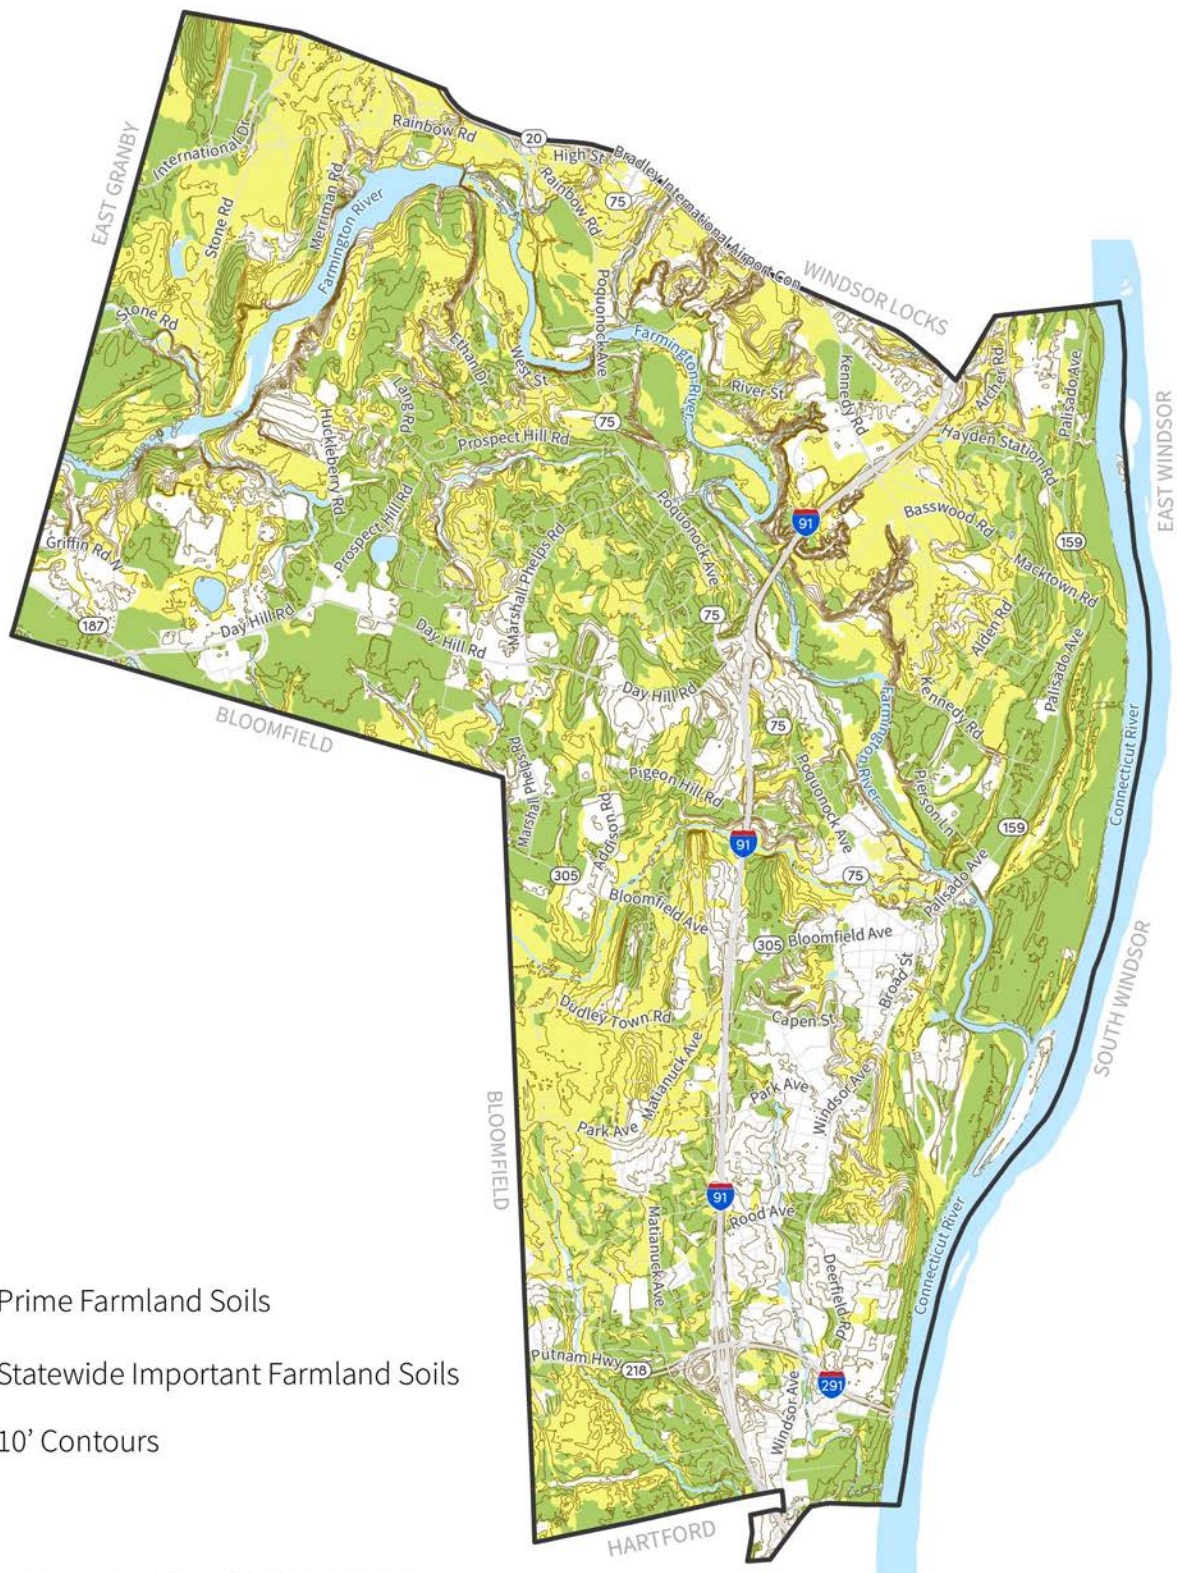 Rainbow Rd
20
High St
Bradley International Airport Con
International Dr
EAST GRANBY
Merriman Rd
Farmington River
Rainbow Rd
75
Stone Rd
WINDSOR LOCKS
Stone Rd
Poquonock Ave
Farmington River
Ethan Dr
West St
Kennedy Rd
River St
Archer Rd
Palisado Ave
Lang Rd
Huckleberry Rd
75
Prospect Hill Rd
Hayden Station Rd
EAST WINDSOR
Prospect Hill Rd
Poquonock Ave
91
Basswood Rd
159
Griffin Rd N
Marshall Phelps Rd
Macktown Rd
187
Day Hill Rd
Day Hill Rd
75
Alden Rd
Palisado Ave
Day Hill Rd
Kennedy Rd
BLOOMFIELD
75
Farmington River
Connecticut River
Marshall Phelps Rd
Pigeon Hill Rd
Poquonock Ave
Pierson Ln
Addison Rd
91
159
305
75
Palisado Ave
Bloomfield Ave
305
Bloomfield Ave
Broad St
SOUTH WINDSOR
Dudley Town Rd
Capen St
Matianuck Ave
Park Ave
Windsor Ave
Park Ave
BLOOMFIELD
91
Rood Ave
Matianuck Ave
Deerfield Rd
Connecticut River
Prime Farmland Soils
Putnam Hwy
218
Statewide Important Farmland Soils
291
Windsor Ave
10’ Contours
HARTFORD